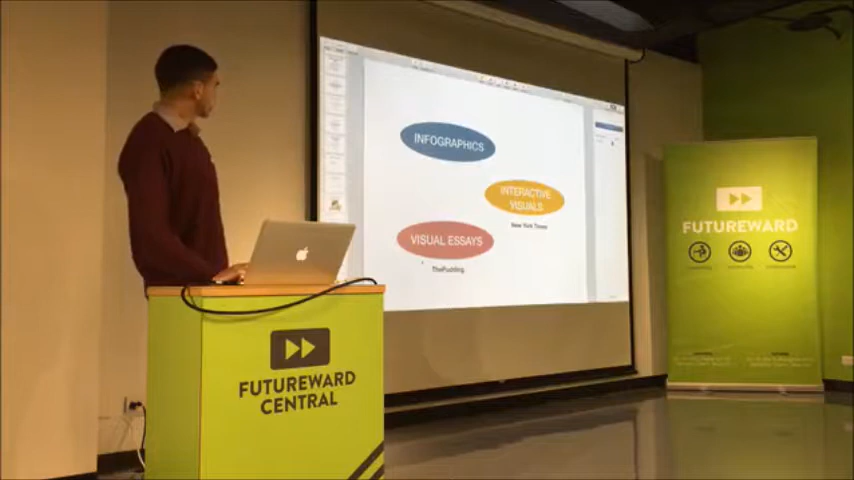 INFOGRAPHICS
INTERACTIVE
VISUALS
New York Times
VISUAL ESSAYS
ThePudding
FUTUREWARD
CENTRAL
FUTUREWARD